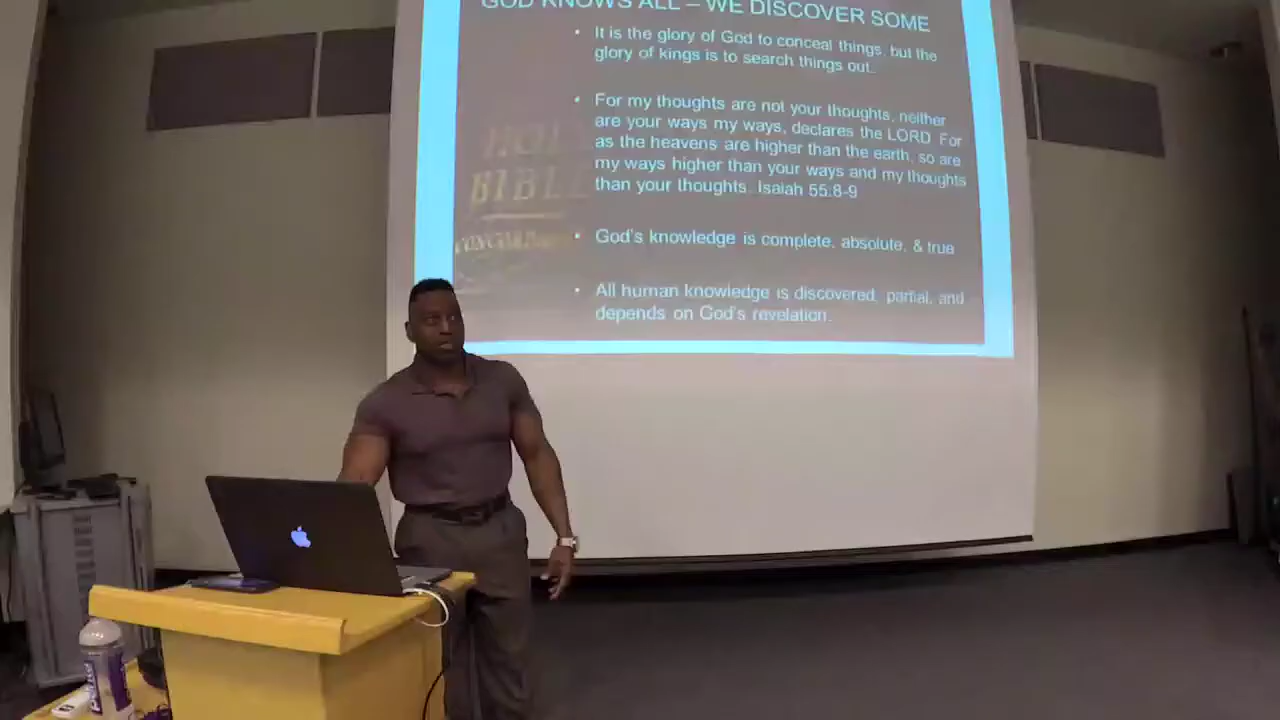 GOD KNOWS ALL – WE DISCOVER SOME
• It is the glory of God to conceal things, but the
glory of kings is to search things out.
• For my thoughts are not your thoughts, neither
are your ways my ways, declares the LORD. For
as the heavens are higher than the earth, so are
my ways higher than your ways and my thoughts
than your thoughts. Isaiah 55:8-9
• God's knowledge is complete, absolute, & true
• All human knowledge is discovered, partial, and
depends on God's revelation.
BIBLE